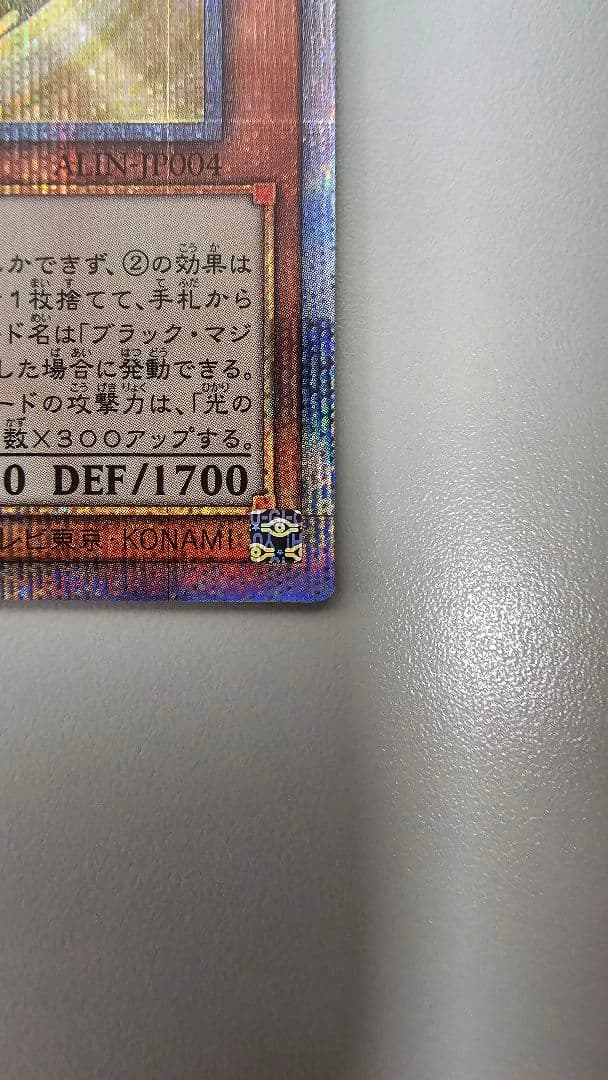 ALIN-JP004
かできず、②の効果は
１枚捨てて、手札から
ド名は「ブラック・マジ
した場合に発動できる。
ードの攻撃力は、「光の
数×３００アップする。
0 DEF/1700
レビ東京・KONAMI